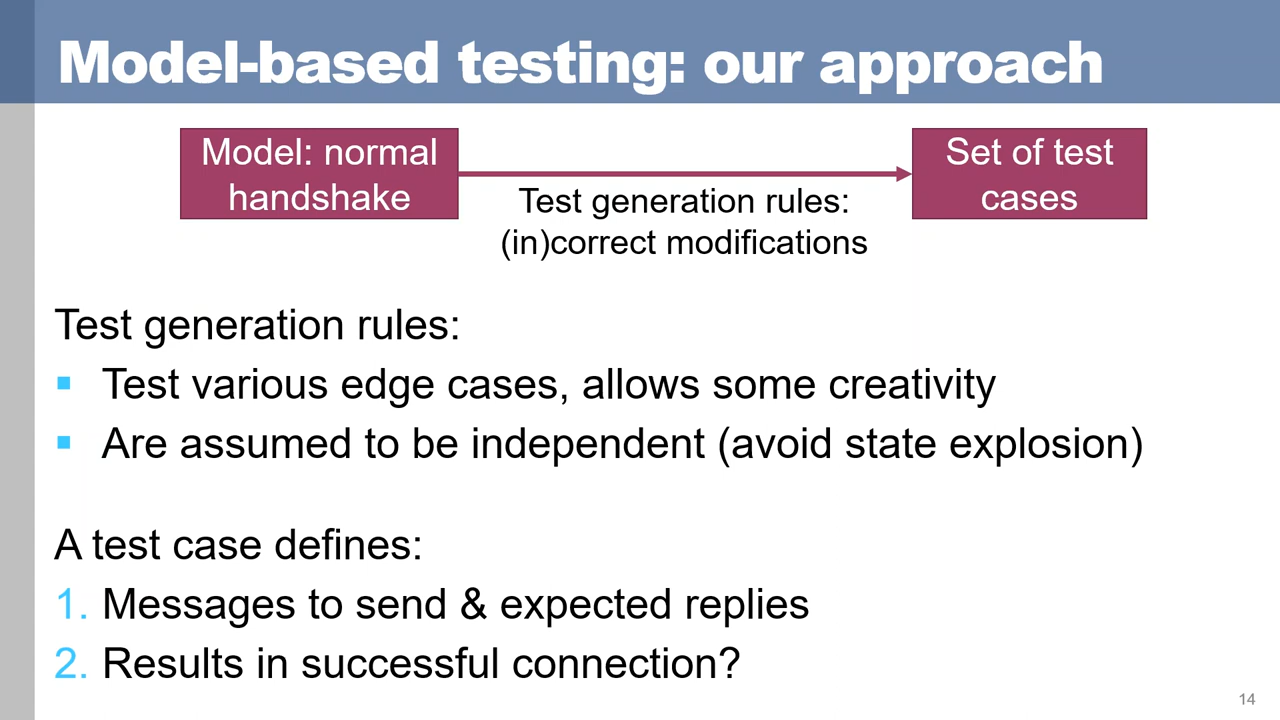 Model-based testing: our approach
Model: normal
handshake
Test generation rules:
(in)correct modifications
Set of test
cases
Test generation rules:
▪ Test various edge cases, allows some creativity
▪ Are assumed to be independent (avoid state explosion)
A test case defines:
1. Messages to send & expected replies
2. Results in successful connection?
14